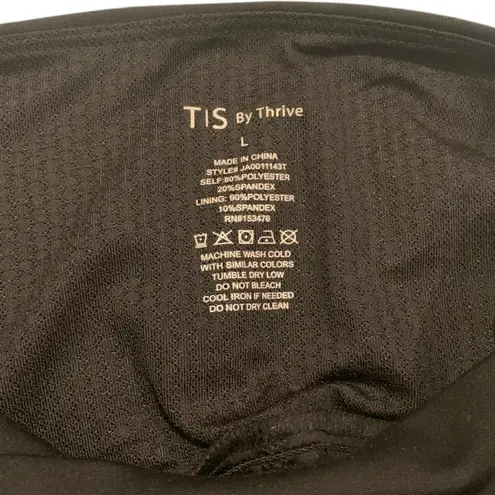 TIS By Thrive
L
MADE IN CHINA
STYLE# JA0011143T
SELF:80%POLYESTER
20%SPANDEX
LINING: 90%POLYESTER
10%SPANDEX
RN#153476
MACHINE WASH COLD
WITH SIMILAR COLORS
TUMBLE DRY LOW
DO NOT BLEACH
COOL IRON IF NEEDED
DO NOT DRY CLEAN